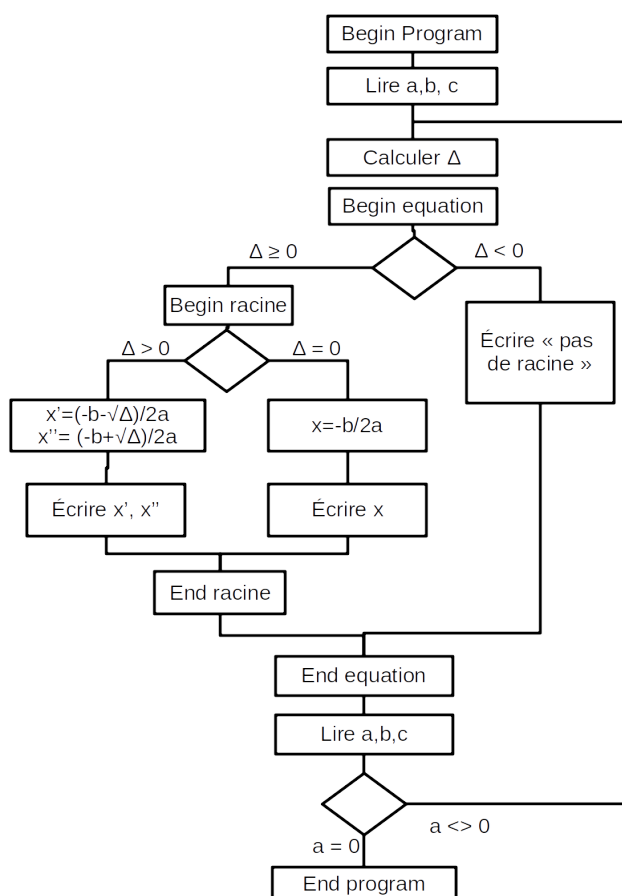 Begin Program
Lire a,b, c
Calculer Δ
Begin equation
Δ ≥ 0
Δ < 0
Begin racine
Écrire « pas
de racine »
Δ > 0
Δ = 0
x’=(-b-√Δ)/2a
x’’= (-b+√Δ)/2a
x=-b/2a
Écrire x’, x’’
Écrire x
End racine
End equation
Lire a,b,c
a <> 0
a = 0
End program